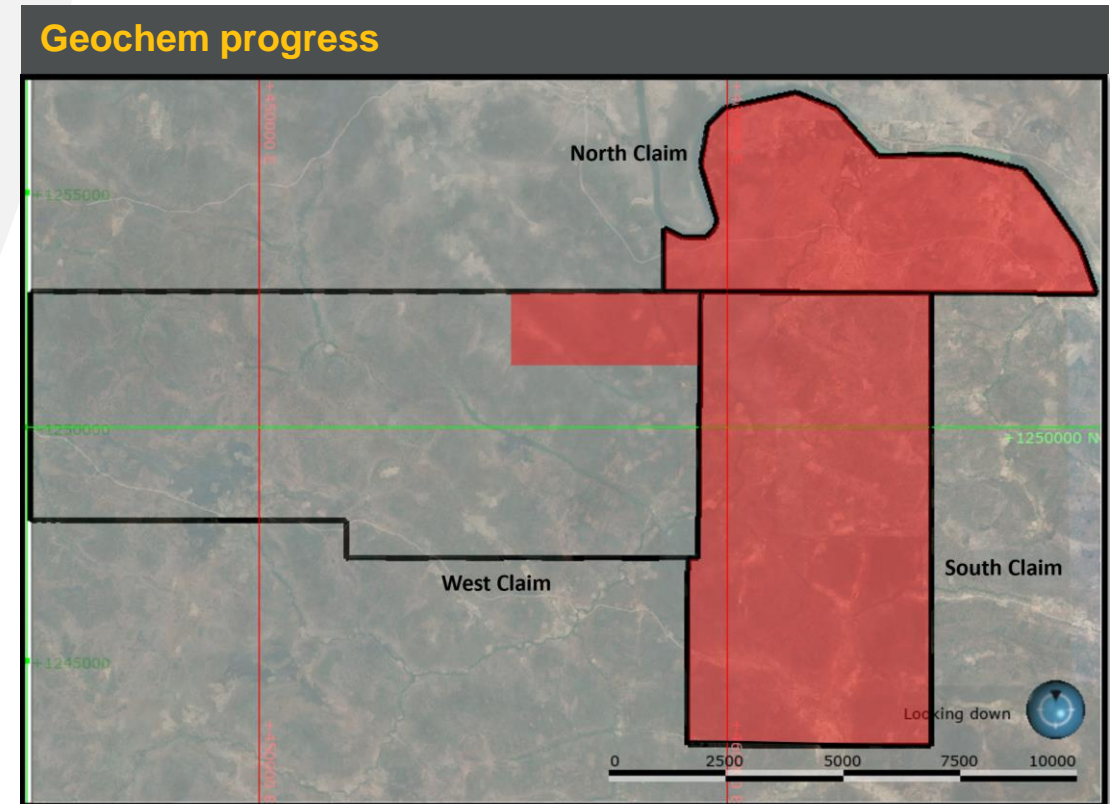 Geochem progress
North Claim
+1255000
+1250000
+1250000 N
South Claim
West Claim
+1245000
Looking down
0 2500 5000 7500 10000